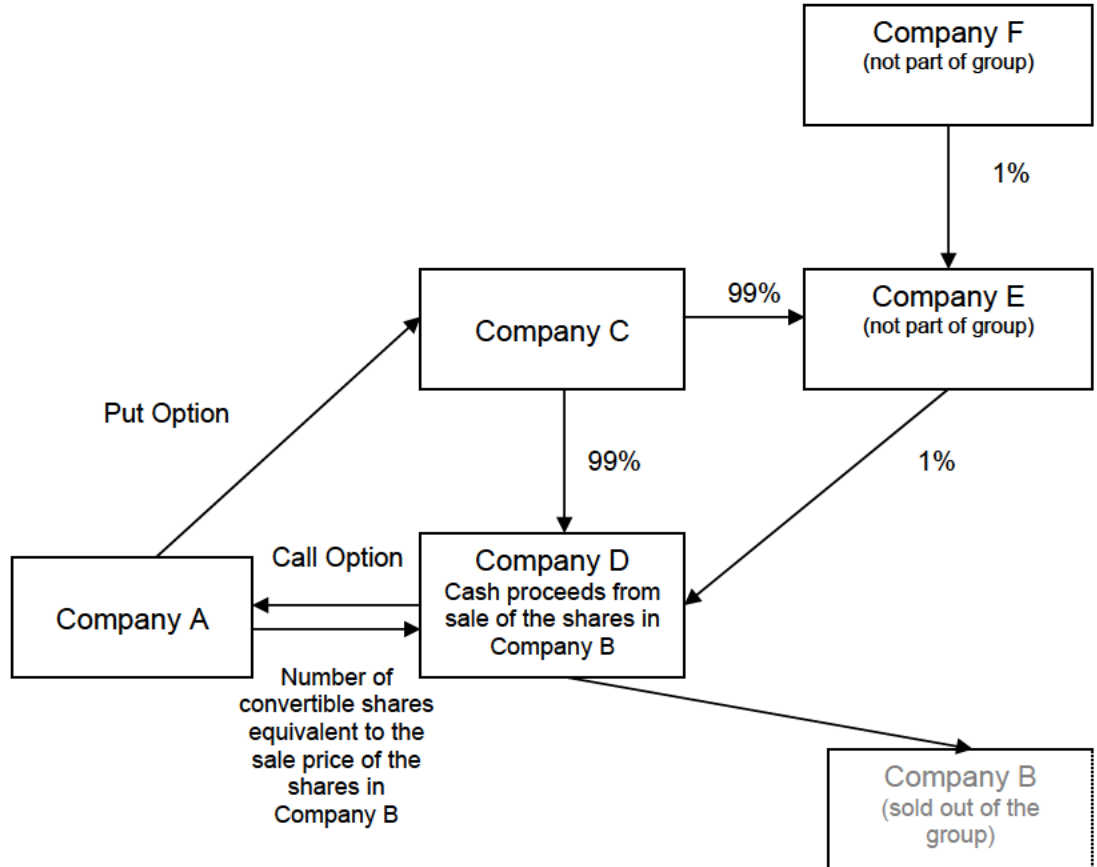 Company F
(not part of group)
1%
99%
Company E
(not part of group)
Company C
Put Option
99%
1%
Call Option
Company D
Cash proceeds from
sale of the shares in
Company B
Company A
Number of
convertible shares
equivalent to the
sale price of the
shares in
Company B
Company B
(sold out of the
group)